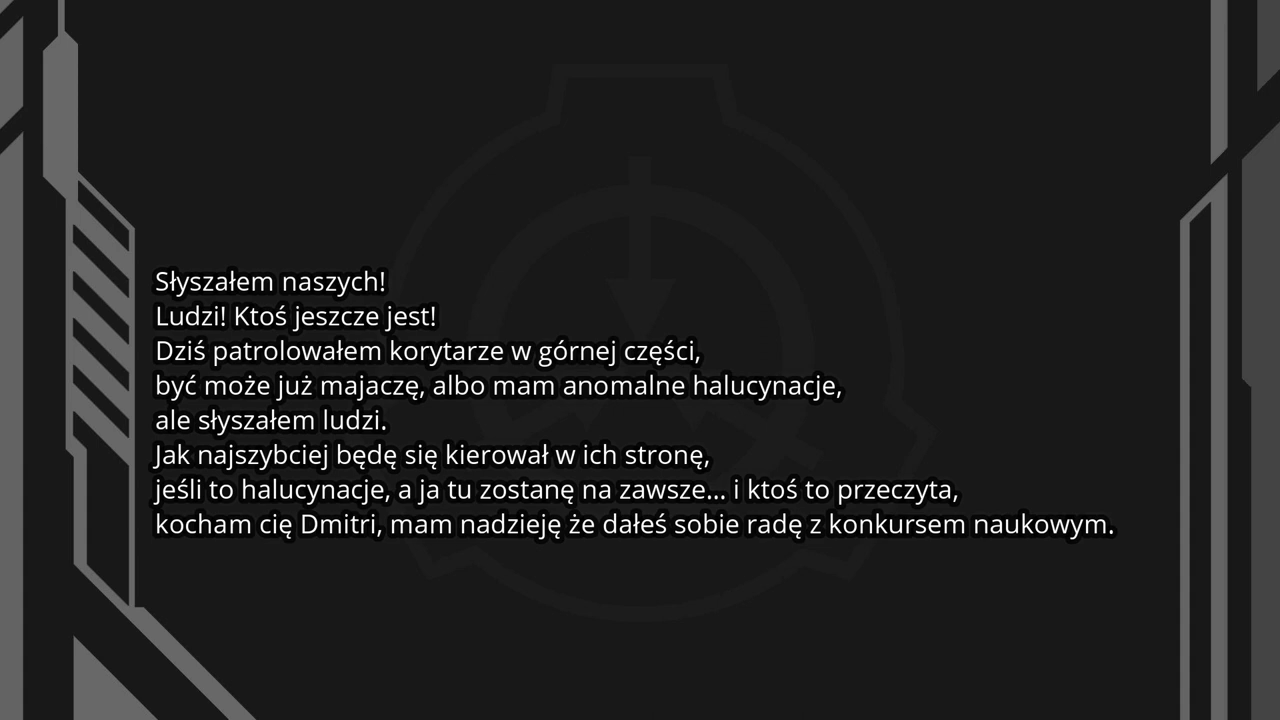 Słyszałem naszych!
Ludzi! Ktoś jeszcze jest!
Dziś patrolowałem korytarze w górnej części,
być może już majaczę, albo mam anomalne halucynacje,
ale słyszałem ludzi.
Jak najszybciej będę się kierował w ich stronę,
jeśli to halucynacje, a ja tu zostanę na zawsze... i ktoś to przeczyta,
kocham cię Dmitri, mam nadzieję że dałeś sobie radę z konkursem naukowym.